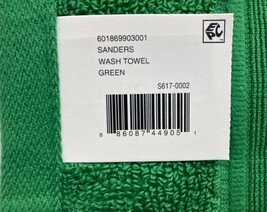 601869903001
SANDERS
WASH TOWEL
GREEN
S617-0002
8 86087 44905 1